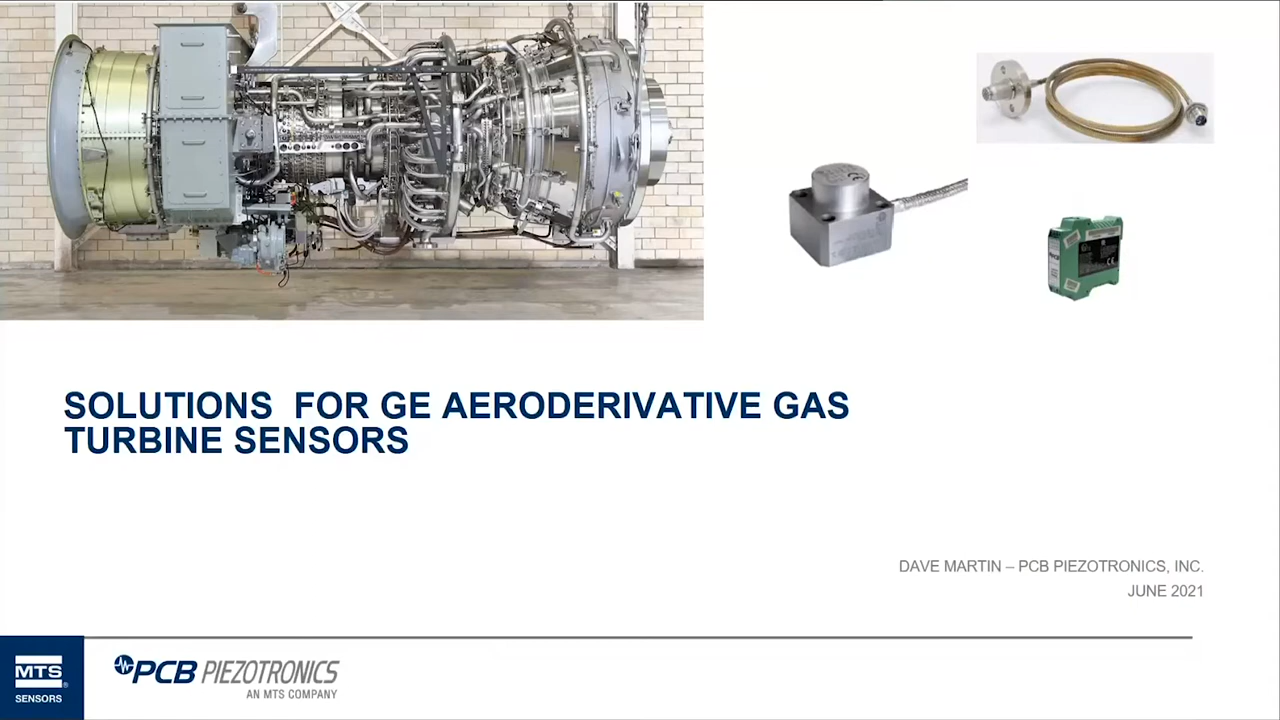 SOLUTIONS  FOR GE AERODERIVATIVE GAS
TURBINE SENSORS
DAVE MARTIN – PCB PIEZOTRONICS, INC.
JUNE 2021
MTS
SENSORS
PCB PIEZOTRONICS
AN MTS COMPANY